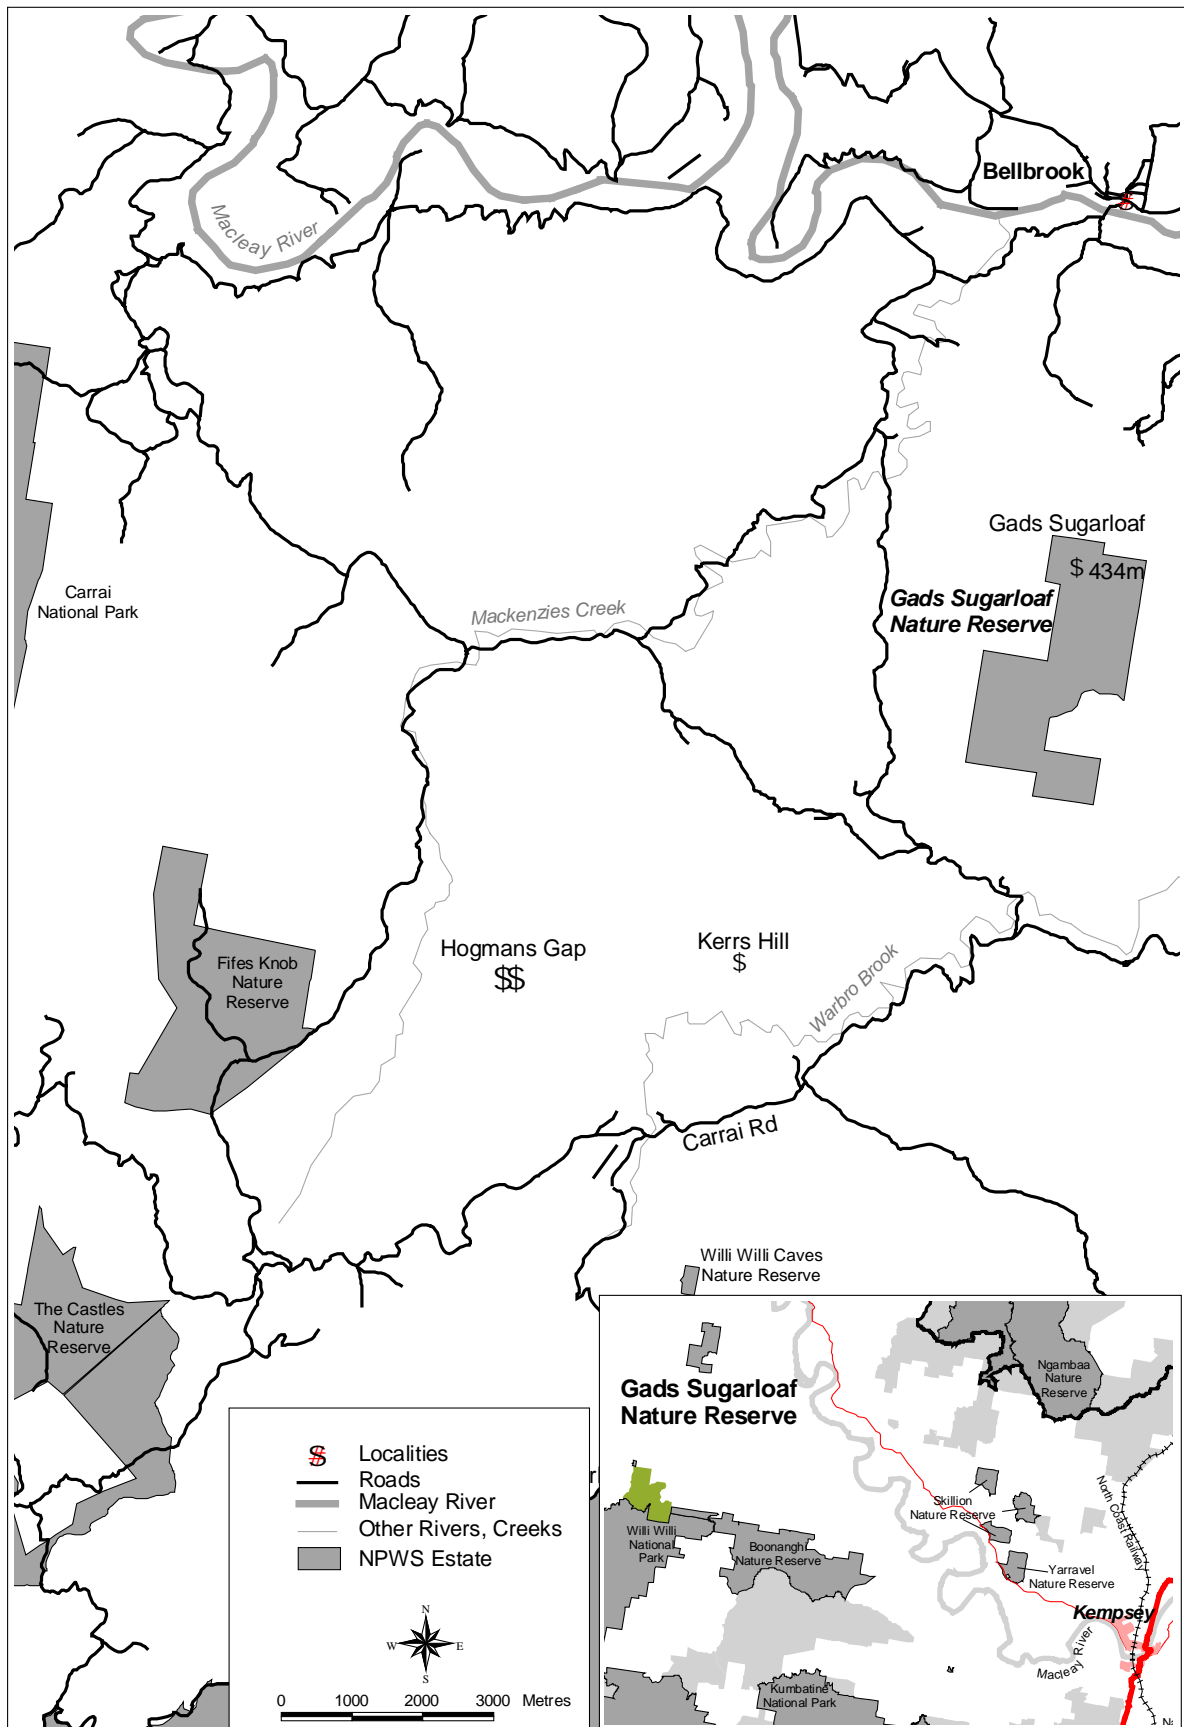 Bellbrook
Macleay River
Gads Sugarloaf
$ 434m
Carrai
National Park
Gads Sugarloaf
Nature Reserve
Mackenzies Creek
Hogmans Gap
$$
Kerrs Hill
$
Fifes Knob
Nature
Reserve
Warbro Brook
Carrai Rd
Willi Willi Caves
Nature Reserve
The Castles
Nature
Reserve
Localities
Roads
Macleay River
Other Rivers, Creeks
NPWS Estate
N
W E
S
0 1000 2000 3000 Metres
Gads Sugarloaf
Nature Reserve
Ngambaa
Nature
Reserve
North Coast Railway
Skillion
Nature Reserve
Willi Willi
National
Park
Boonanghi
Nature Reserve
Yarravel
Nature Reserve
Kempsey
Macleay River
Kumbatine
National Park